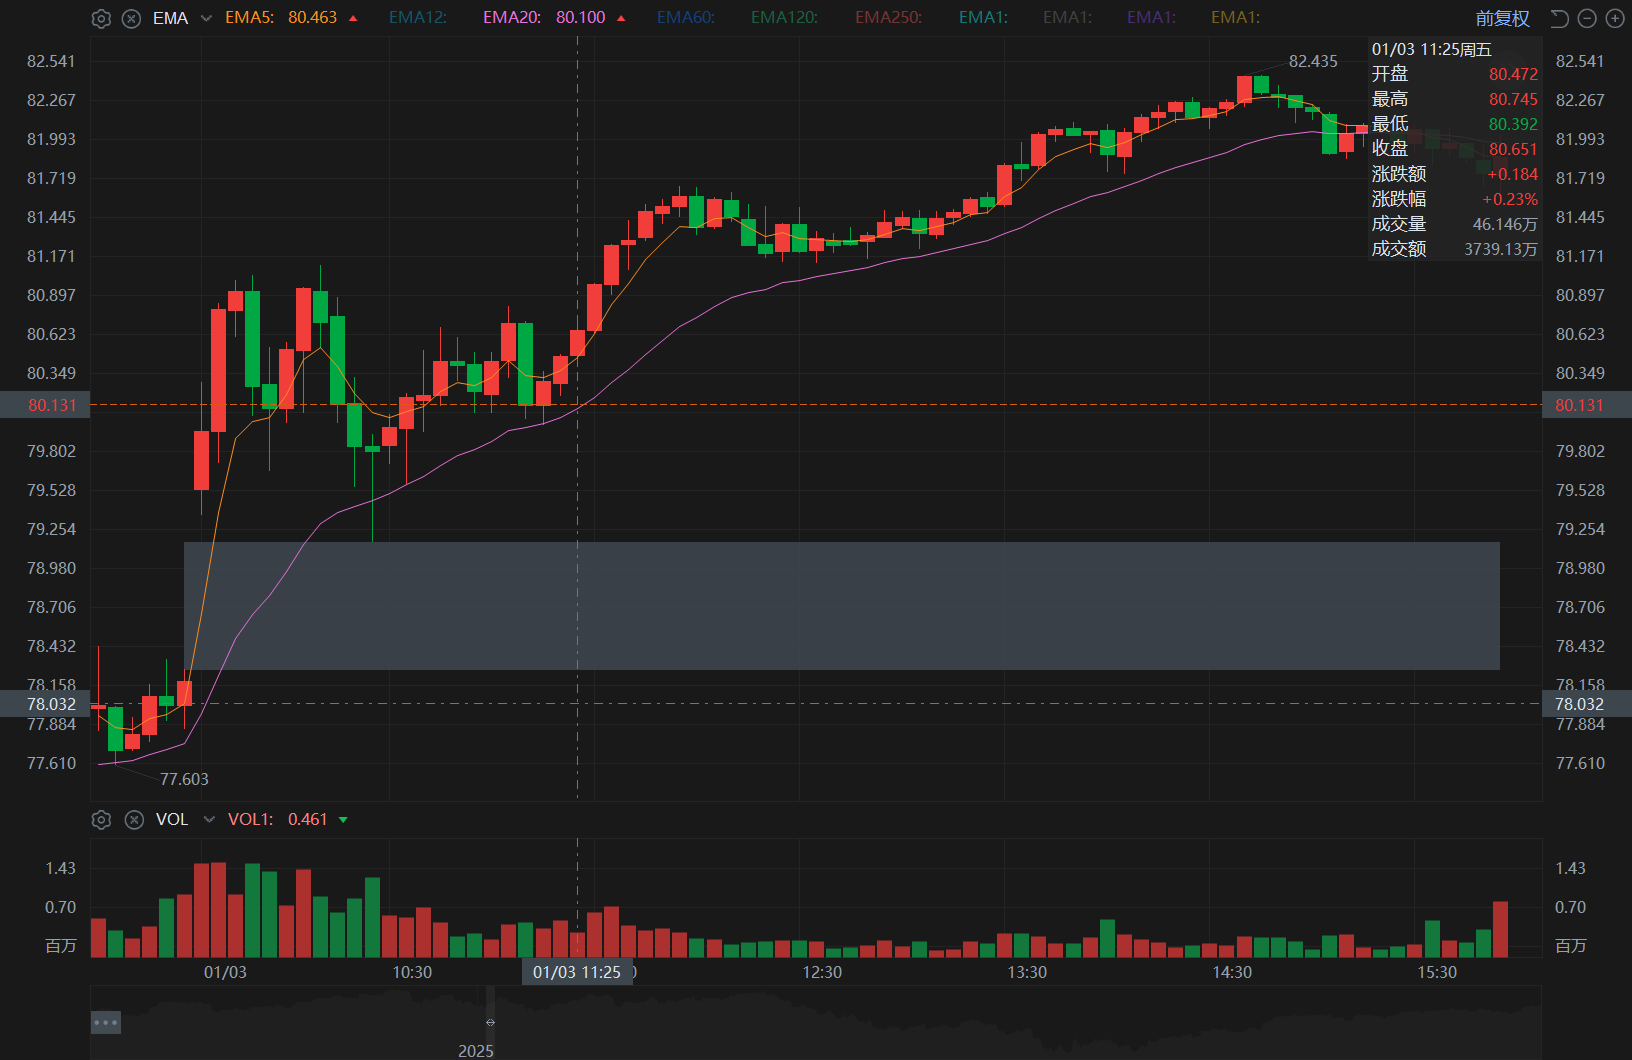 EMA EMA5: 80.463 EMA12: EMA20: 80.100 EMA60: EMA120: EMA250: EMA1: EMA1: EMA1: EMA1: 前复权
82.541 82.435 01/03 11:25周五 82.541
开盘 80.472
82.267 最高 80.745 82.267
最低 80.392
81.993 收盘 80.651 81.993
81.719 涨跌额 +0.184 81.719
涨跌幅 +0.23%
81.445 成交量 46.146万 81.445
81.171 成交额 3739.13万 81.171
80.897 80.897
80.623 80.623
80.349 80.349
80.131 80.131
79.802 79.802
79.528 79.528
79.254 79.254
78.980 78.980
78.706 78.706
78.432 78.432
78.158 78.158
78.032 78.032
77.884 77.884
77.610 77.610
77.603
VOL VOL1: 0.461
1.43 1.43
0.70 0.70
百万 百万
01/03 10:30 01/03 11:25 12:30 13:30 14:30 15:30
2025